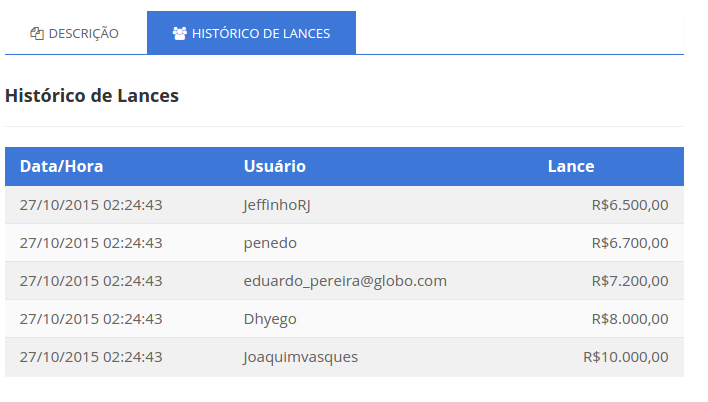 DESCRIÇÃO HISTÓRICO DE LANCES
Histórico de Lances
Data/Hora Usuário Lance
27/10/2015 02:24:43 JeffinhoRJ R$6.500,00
27/10/2015 02:24:43 penedo R$6.700,00
27/10/2015 02:24:43 eduardo_pereira@globo.com R$7.200,00
27/10/2015 02:24:43 Dhyego R$8.000,00
27/10/2015 02:24:43 Joaquimvasques R$10.000,00